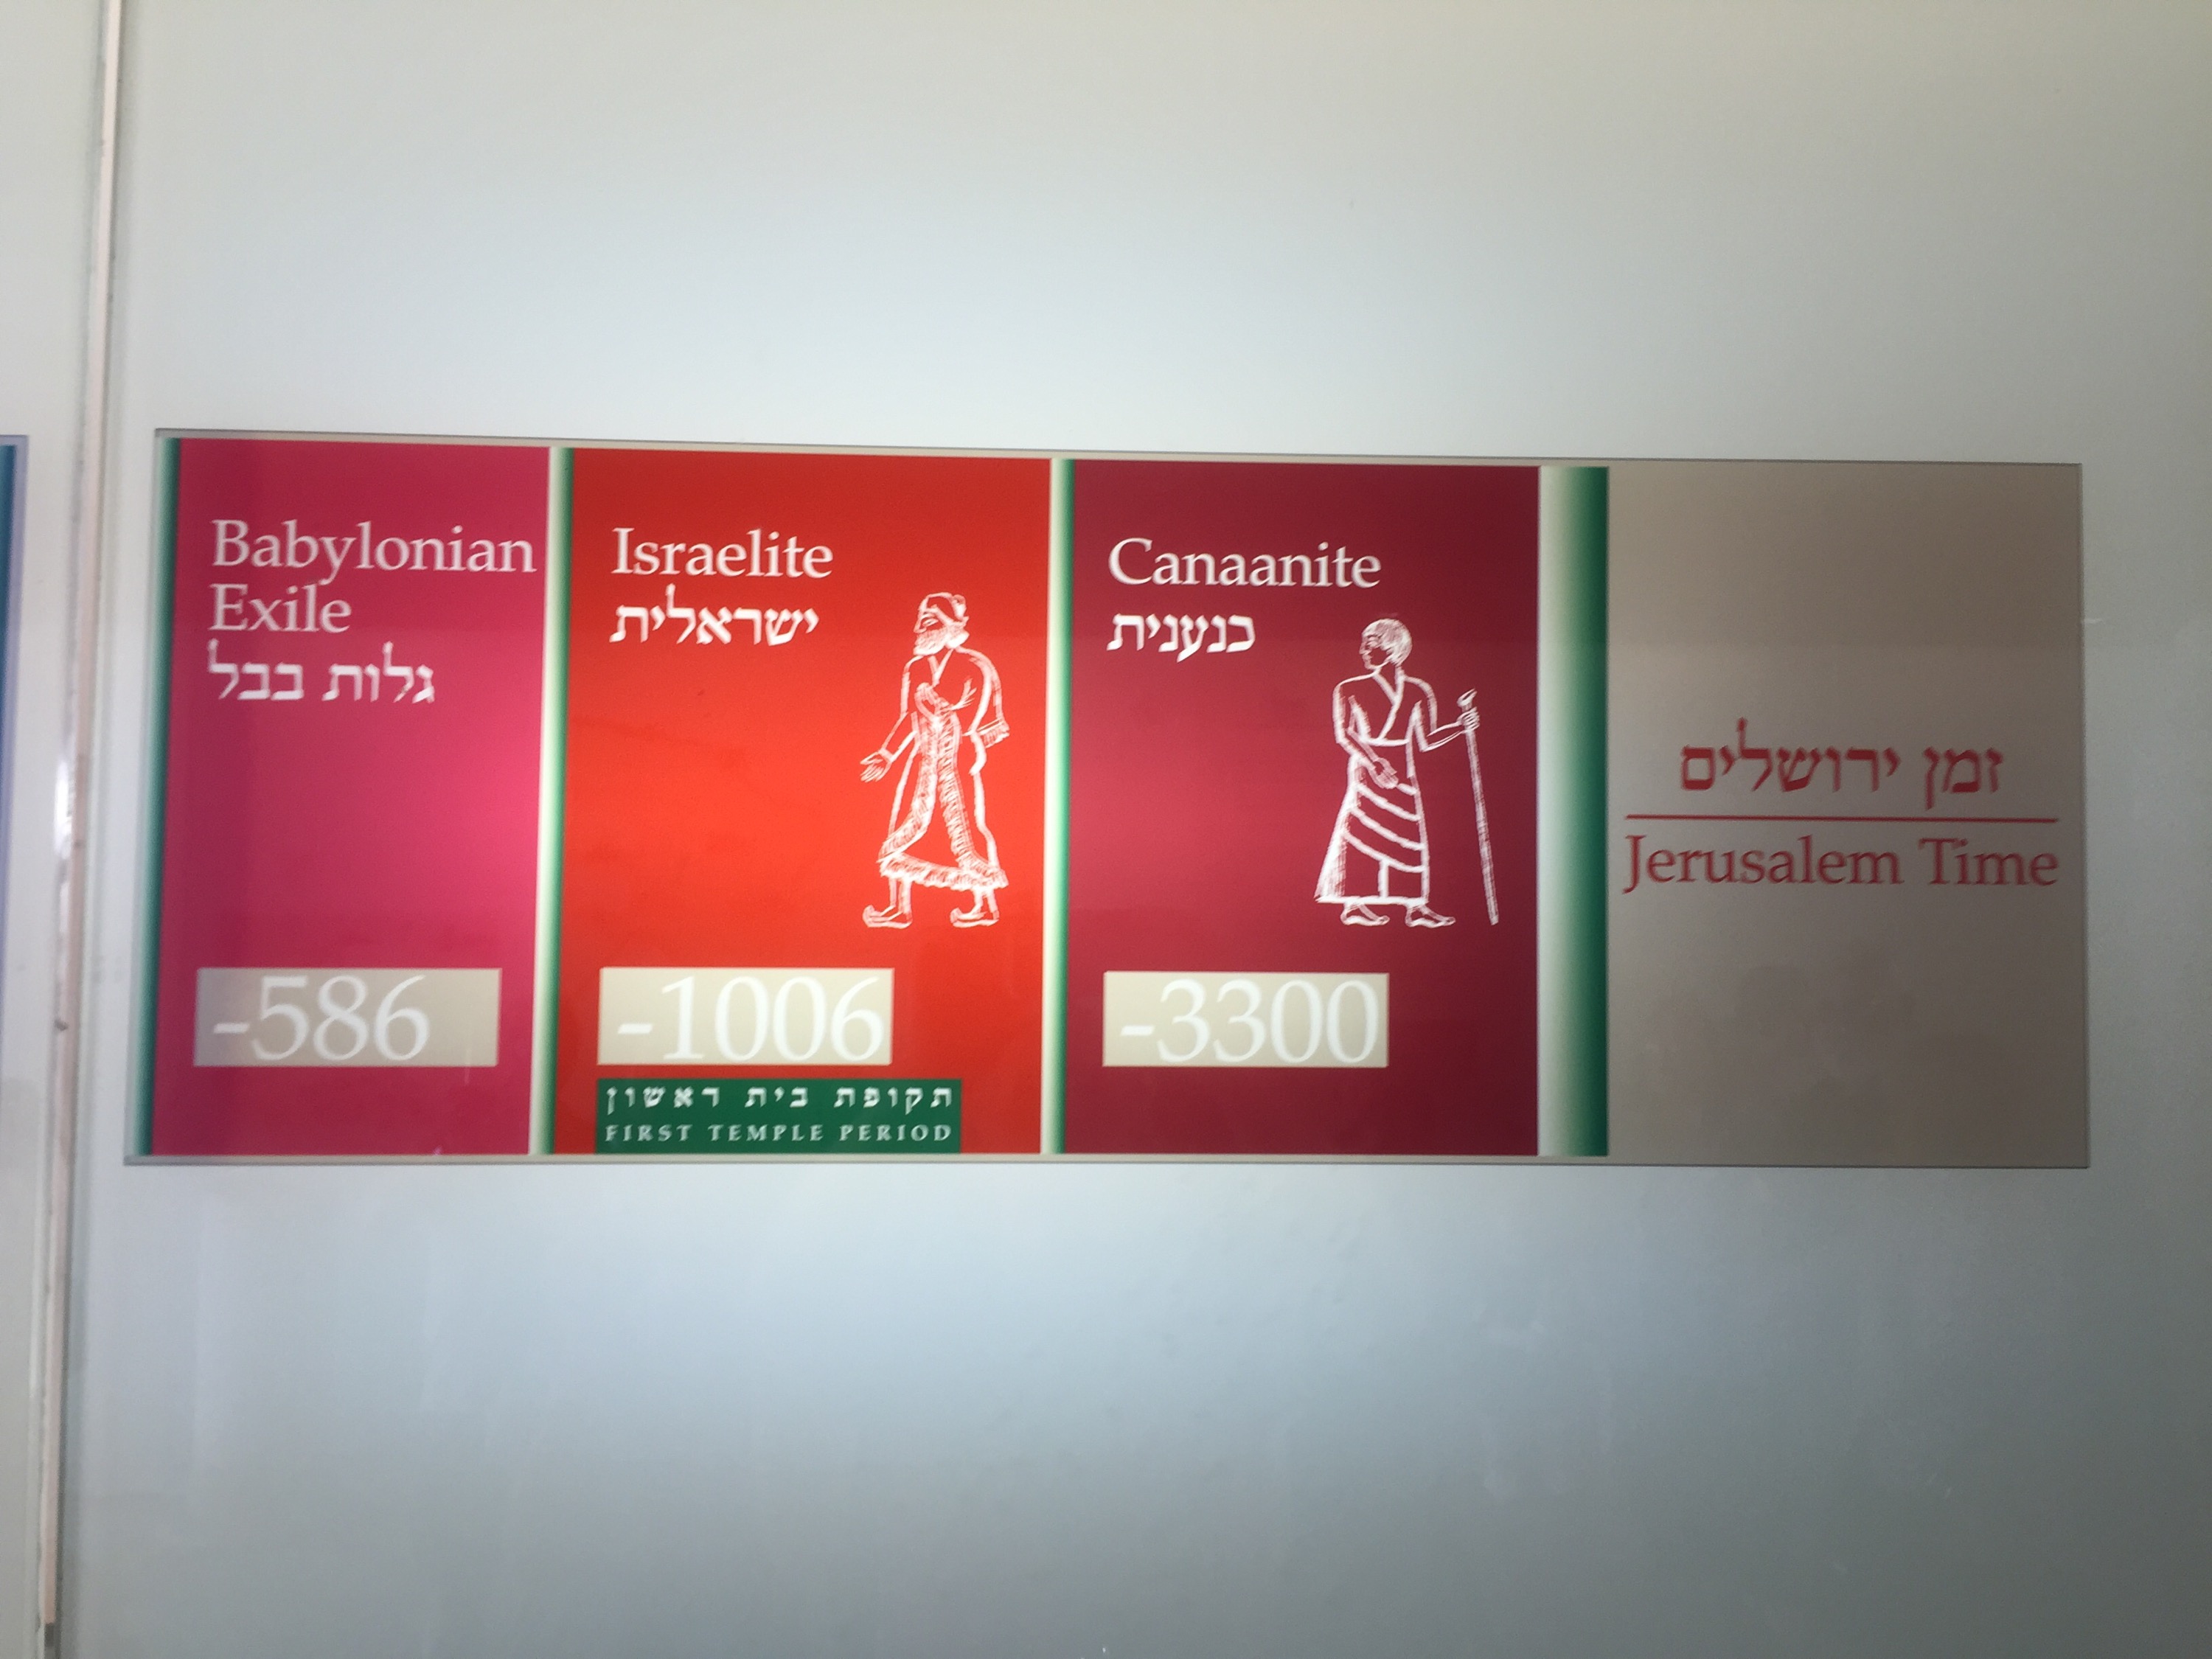 Babylonian
Exile
גלות בבל
-586
Israelite
ישראלית
-1006
תקופת בית ראשון
FIRST TEMPLE PERIOD
Canaanite
כנענית
-3300
זמן ירושלים
Jerusalem Time